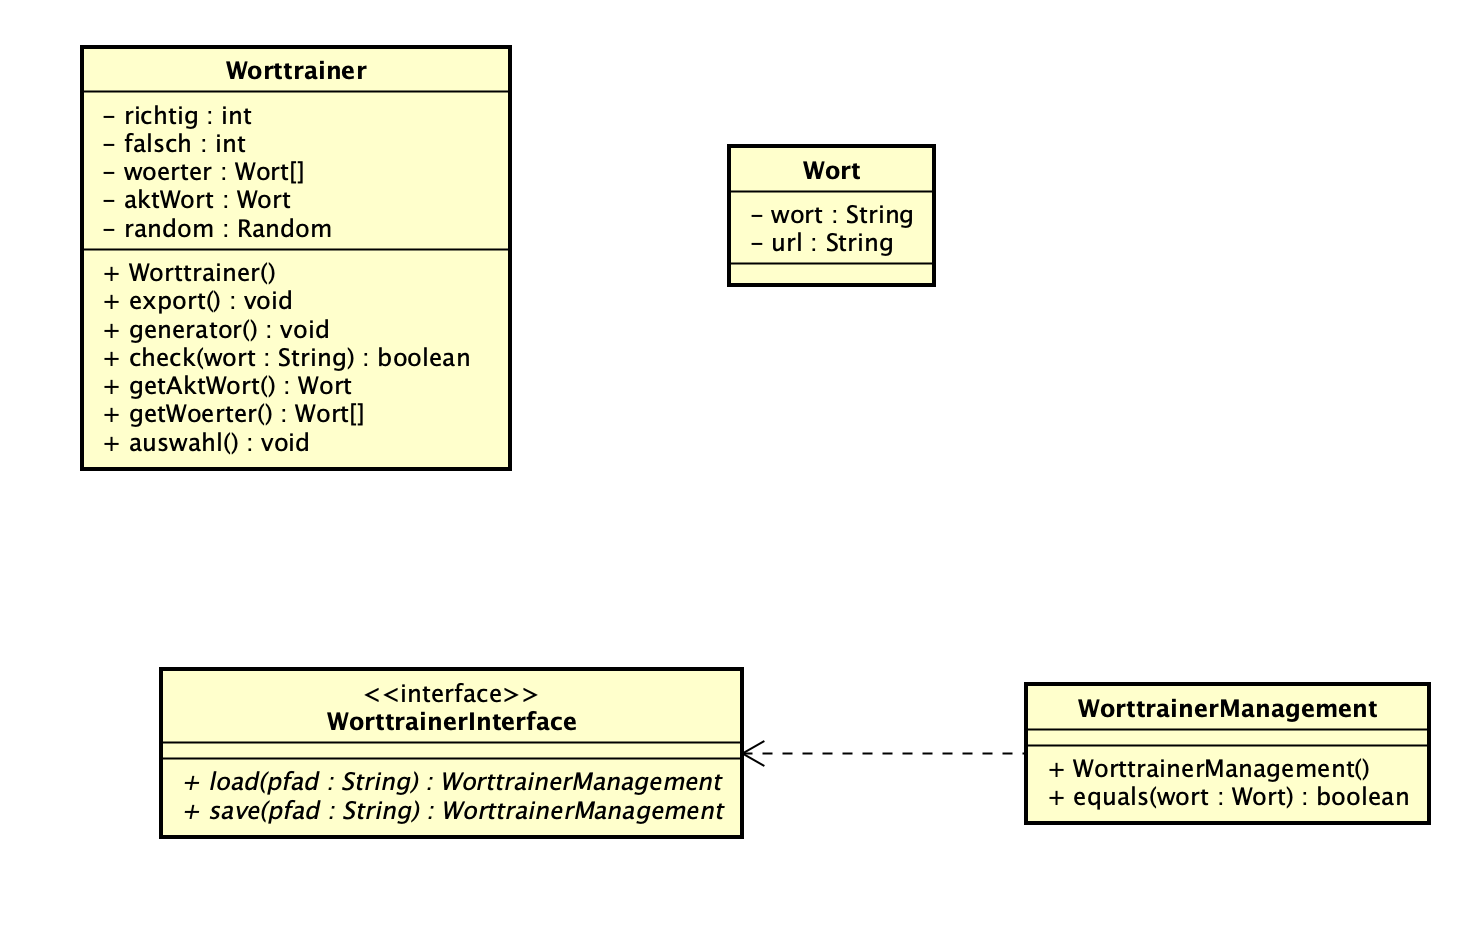 Worttrainer
- richtig : int
- falsch : int
- woerter : Wort[]
- aktWort : Wort
- random : Random
+ Worttrainer()
+ export() : void
+ generator() : void
+ check(wort : String) : boolean
+ getAktWort() : Wort
+ getWoerter() : Wort[]
+ auswahl() : void
Wort
- wort : String
- url : String
<<interface>>
WorttrainerInterface
+ load(pfad : String) : WorttrainerManagement
+ save(pfad : String) : WorttrainerManagement
WorttrainerManagement
+ WorttrainerManagement()
+ equals(wort : Wort) : boolean